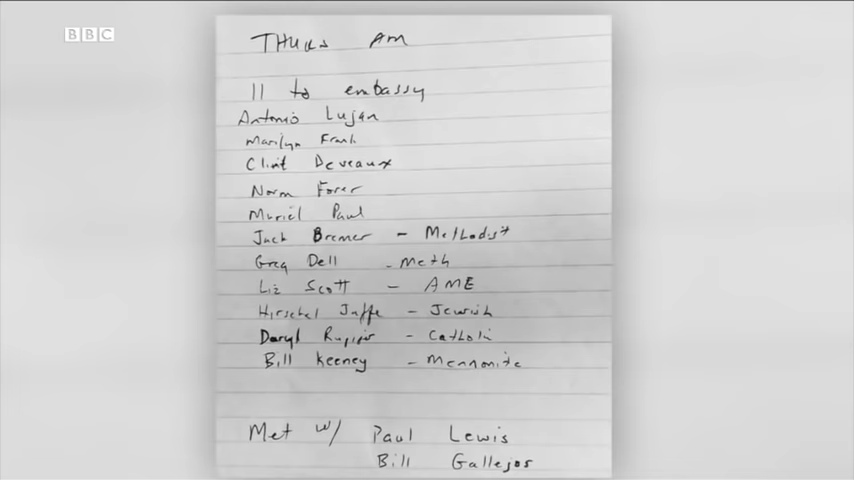 BBC
THURS AM
11 to embassy
Antonio Lujan
Marilyn Frank
Clint Deveaux
Norm Forer
Muriel Paul
Jack Bremer - Methodist
Greg Dell - Meth
Liz Scott - AME
Hirschel Jaffe - Jewish
Daryl - Catholic
Bill Keeney - Mennonite
Met w/ Paul Lewis
Bill Gallejos